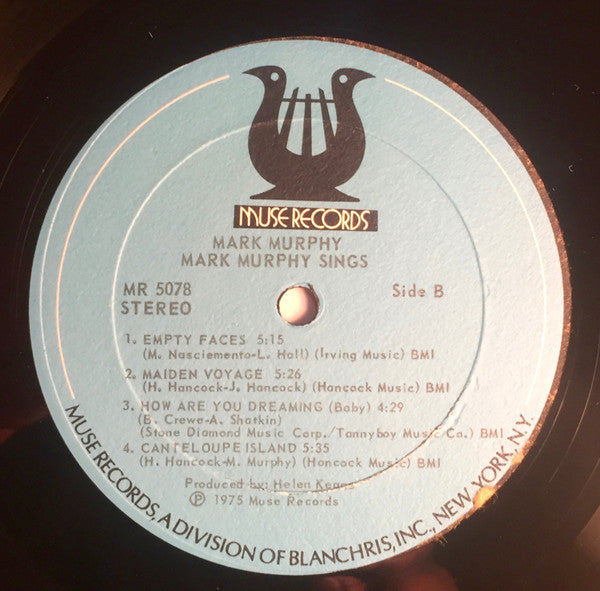 MUSE RECORDS
MARK MURPHY
MARK MURPHY SINGS
MR 5078
STEREO
Side B
1. EMPTY FACES 5:15
(M. Nasciemento-L. Hall) (Irving Music) BMI
2. MAIDEN VOYAGE 5:26
(H. Hancock-J. Hancock) (Hancock Music) BMI
3. HOW ARE YOU DREAMING (Baby) 4:29
(B. Crewe-A. Shatkin)
(Stone Diamond Music Corp./Tannyboy Music Co.) BMI
4. CANTELOUPE ISLAND 5:35
(H. Hancock-M. Murphy) (Hancock Music) BMI
Produced by: Helen Keane
℗ 1975 Muse Records
MUSE RECORDS, A DIVISION OF BLANCHRIS, INC., NEW YORK, N.Y.